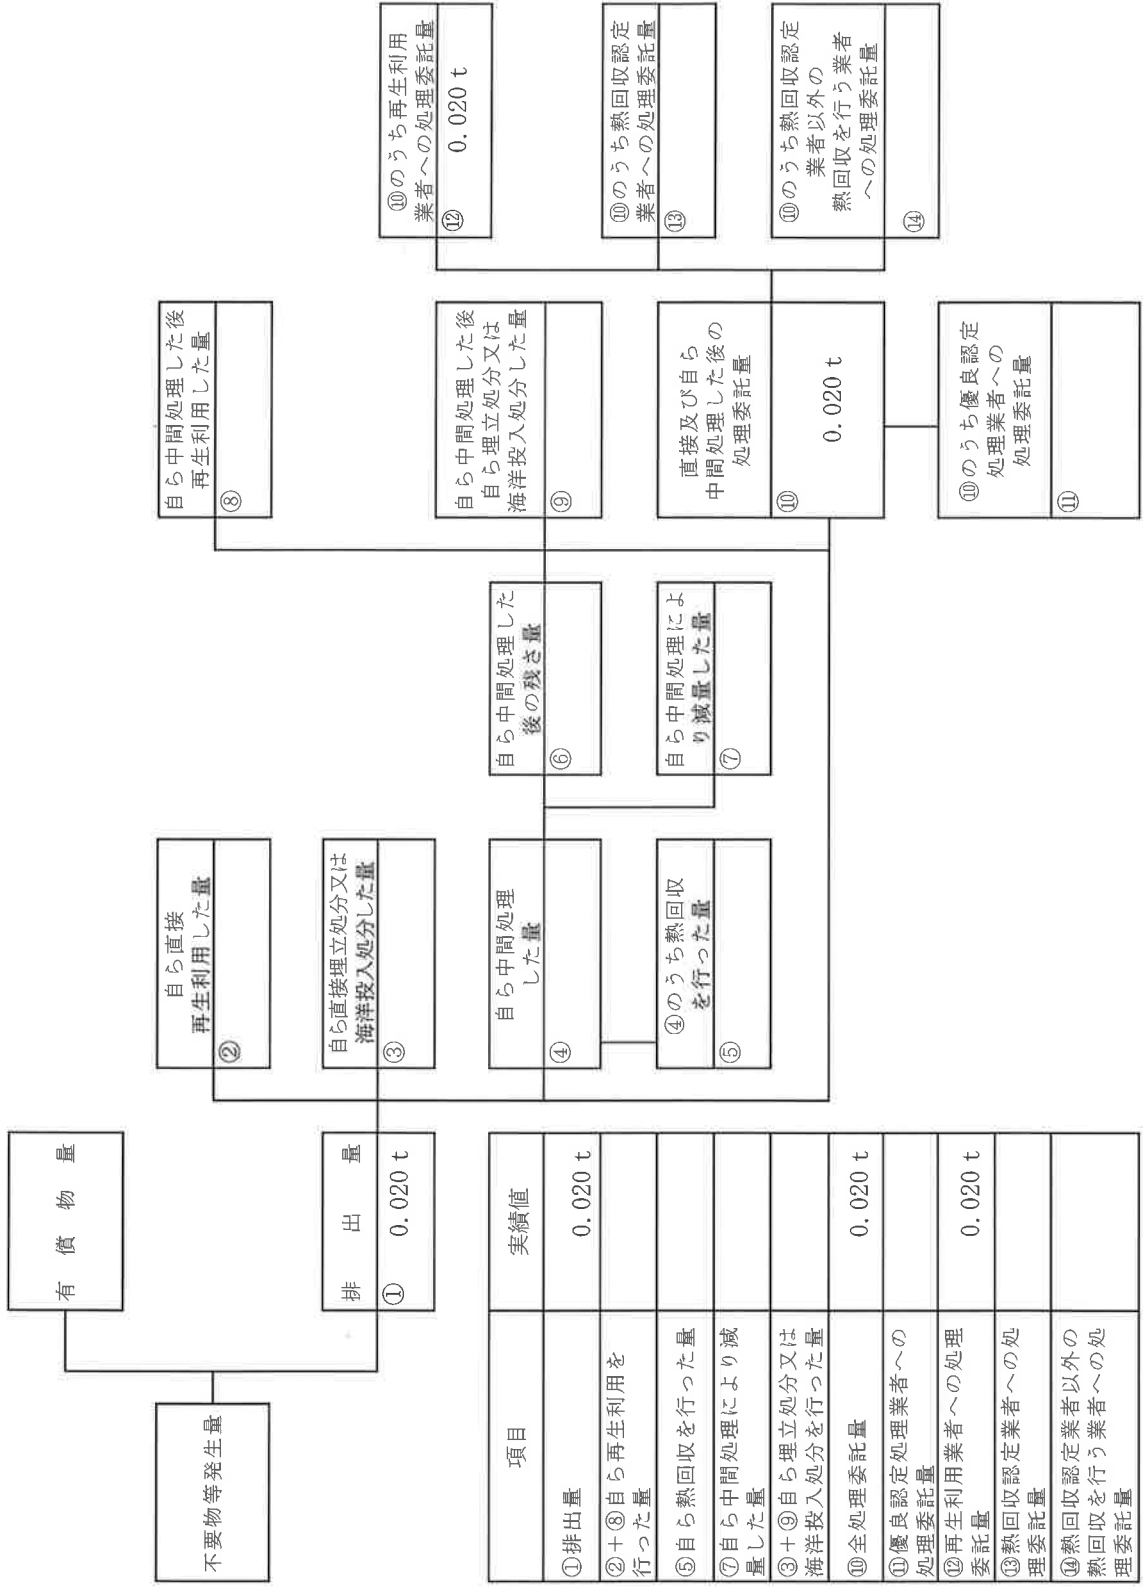 不要物等発生量
有償物量
排出量
① 0.020 t
自ら直接
再生利用した量
②
自ら直接埋立処分又は
海洋投入処分した量
③
自ら中間処理
した量
④
④のうち熱回収
を行った量
⑤
自ら中間処理した
後の残さ量
⑥
自ら中間処理によ
り減量した量
⑦
自ら中間処理した後
再生利用した量
⑧
自ら中間処理した後
自ら埋立処分又は
海洋投入処分した量
⑨
直接及び自ら
中間処理した後の
処理委託量
⑩
0.020 t
⑩のうち優良認定
処理業者への
処理委託量
⑪
⑩のうち再生利用
業者への処理委託量
⑫ 0.020 t
⑩のうち熱回収認定
業者への処理委託量
⑬
⑩のうち熱回収認定
業者以外の
熱回収を行う業者
への処理委託量
⑭
項目 実績値
①排出量 0.020 t
②＋⑧自ら再生利用を
行った量
⑤自ら熱回収を行った量
⑦自ら中間処理により減
量した量
③＋⑨自ら埋立処分又は
海洋投入処分を行った量
⑩全処理委託量 0.020 t
⑪優良認定処理業者への
処理委託量
⑫再生利用業者への処理
委託量 0.020 t
⑬熱回収認定業者への処
理委託量
⑭熱回収認定業者以外の
熱回収を行う業者への処
理委託量